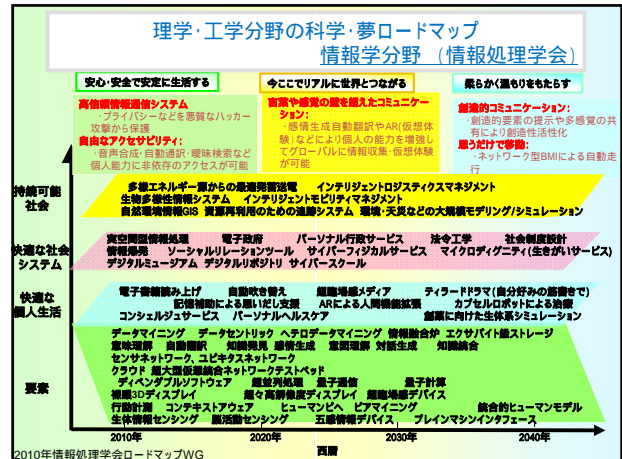 理学･工学分野の科学･夢ロードマップ
情報学分野 （情報処理学会）
安心･安全で安定に生活する
今ここでリアルに世界とつながる
柔らかく温もりをもたらす
高信頼情報通信システム
･プライバシーなどを悪質なハッカー
攻撃から保護
自由なアクセサビリティ:
･音声合成･自動通訳･曖昧検索など
個人能力に非依存のアクセスが可能
言葉や感覚の壁を超えたコミュニケー
ション:
･感情生成自動翻訳やAR(仮想体
験)などにより個人の能力を増強し
てグローバルに情報収集･仮想体験
が可能
創造的コミュニケーション:
･創造的要素の提示や多感覚の共
有により創造性活性化
思うだけで移動:
･ネットワーク型BMIによる自動走
行
持続可能
社会
多様エネルギー源からの最適発蓄送電 インテリジェントロジスティクスマネジメント
生物多様性情報システム インテリジェントモビリティマネジメント
自然環境情報GIS 資源再利用のための追跡システム 環境･天災などの大規模モデリング/シミュレーション
快適な社会
システム
実空間型情報処理 電子政府 パーソナル行政サービス 法令工学 社会制度設計
情報爆発 ソーシャルリレーションツール サイバーフィジカルサービス マイクロディグニティ(生きがいサービス)
デジタルミュージアム デジタルリポジトリ サイバースクール
快適な
個人生活
電子書籍読み上げ 自動吹き替え 超臨場感メディア ティラードドラマ(自分好みの筋書きで)
記憶補助による思いだし支援 ARによる人間機能拡張 カプセルロボットによる治療
コンシェルジュサービス パーソナルヘルスケア 創薬に向けた生体系シミュレーション
要素
データマイニング データセントリック ヘテロデータマイニング 情報融合炉 エクサバイト級ストレージ
意味理解 自動翻訳 知識発見 感情生成 意図理解 対話生成 知識統合
センサネットワーク、ユビキタスネットワーク
クラウド 超大型仮想統合ネットワークテストベッド
ディペンダブルソフトウェア 超並列処理 量子通信 量子計算
裸眼3Dディスプレイ 超々高解像度ディスプレイ 超臨場感デバイス
行動計測 コンテキストアウェア ヒューマンピヘ ピアマイニング 統合的ヒューマンモデル
生体情報センシング 脳活動センシング 五感情報デバイス ブレインマシンインタフェース
2010年 2020年 2030年 2040年
西暦
2010年情報処理学会ロードマップWG